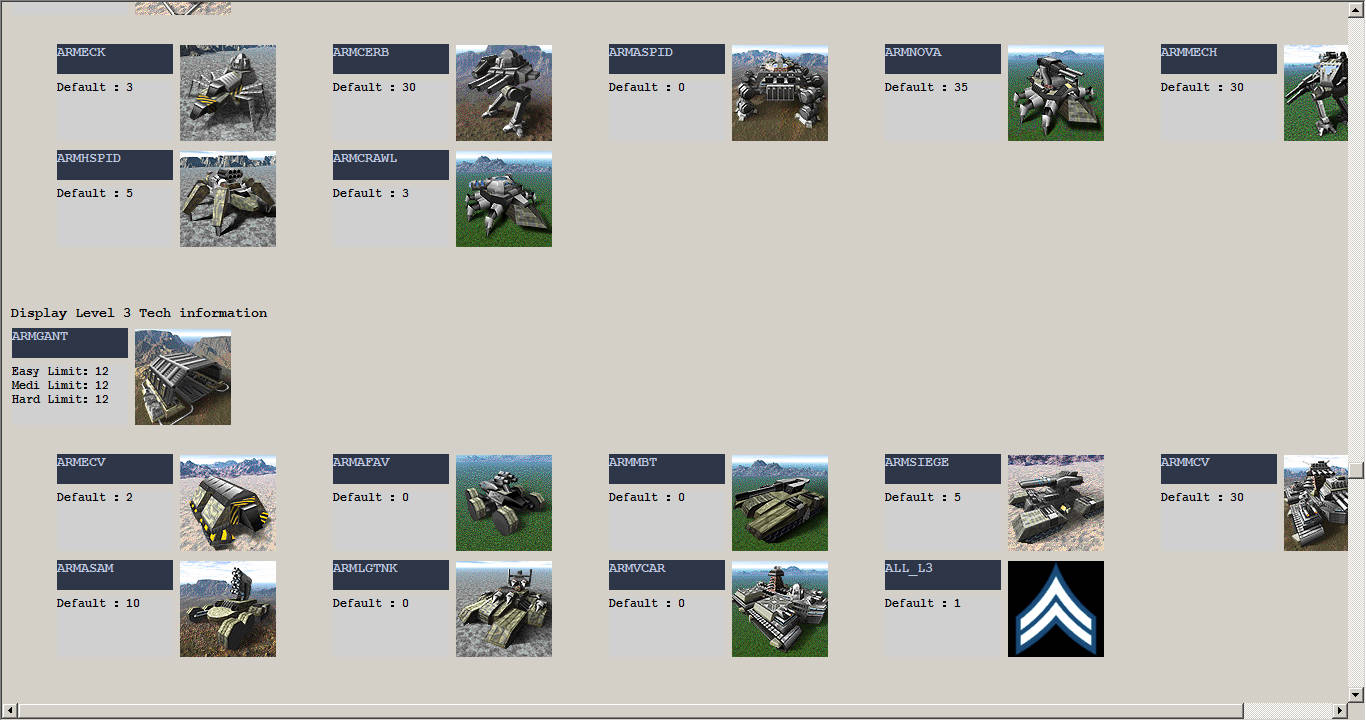 ARMECK
Default : 3
ARMCERB
Default : 30
ARMASPID
Default : 0
ARMNOVA
Default : 35
ARMMECH
Default : 30
ARMHSPID
Default : 5
ARMCRAWL
Default : 3
Display Level 3 Tech information
ARMGANT
Easy Limit: 12
Medi Limit: 12
Hard Limit: 12
ARMECV
Default : 2
ARMAFAV
Default : 0
ARMMBT
Default : 0
ARMSIEGE
Default : 5
ARMMCV
Default : 30
ARMASAM
Default : 10
ARMLGTNK
Default : 0
ARMVCAR
Default : 0
ALL_L3
Default : 1